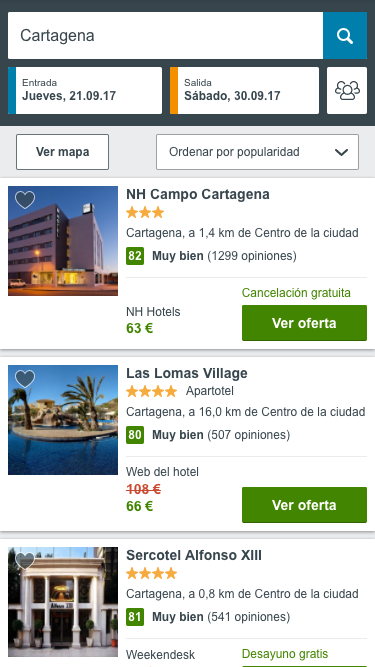 Cartagena
Entrada
Jueves, 21.09.17
Salida
Sábado, 30.09.17
Ver mapa
Ordenar por popularidad
NH Campo Cartagena
Cartagena, a 1,4 km de Centro de la ciudad
82 Muy bien (1299 opiniones)
Cancelación gratuita
NH Hotels
63 €
Ver oferta
Las Lomas Village
Apartotel
Cartagena, a 16,0 km de Centro de la ciudad
80 Muy bien (507 opiniones)
Web del hotel
108 €
66 €
Ver oferta
Sercotel Alfonso XIII
Cartagena, a 0,8 km de Centro de la ciudad
81 Muy bien (541 opiniones)
Weekendesk
Desayuno gratis